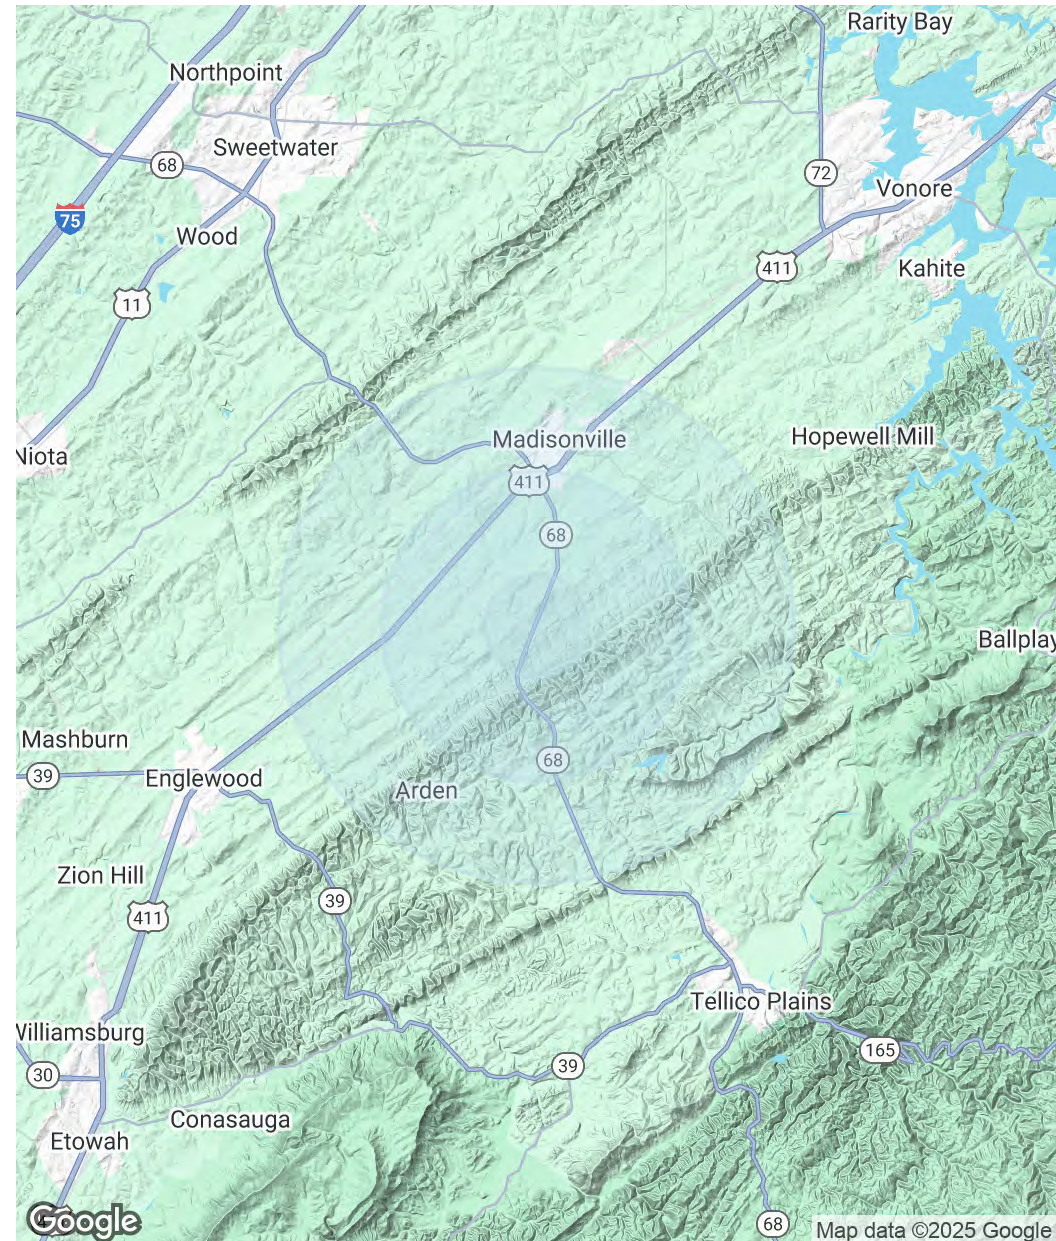 Rarity Bay
Northpoint
Sweetwater
68
72
Vonore
75
Wood
411
Kahite
11
Madisonville
Hopewell Mill
Niota
411
68
Ballplay
Mashburn
39
Englewood
68
Arden
Zion Hill
39
411
Tellico Plains
Williamsburg
165
39
30
Conasauga
Etowah
Google
68
Map data ©2025 Google